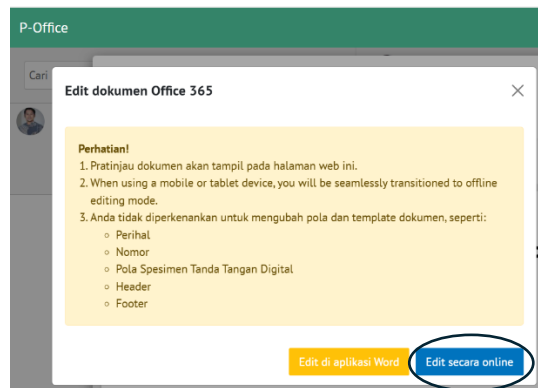 P-Office
Cari
Edit dokumen Office 365
Perhatian!
1. Pratinjau dokumen akan tampil pada halaman web ini.
2. When using a mobile or tablet device, you will be seamlessly transitioned to offline
editing mode.
3. Anda tidak diperkenankan untuk mengubah pola dan template dokumen, seperti:
Perihal
Nomor
Pola Spesimen Tanda Tangan Digital
Header
Footer
Edit di aplikasi Word
Edit secara online